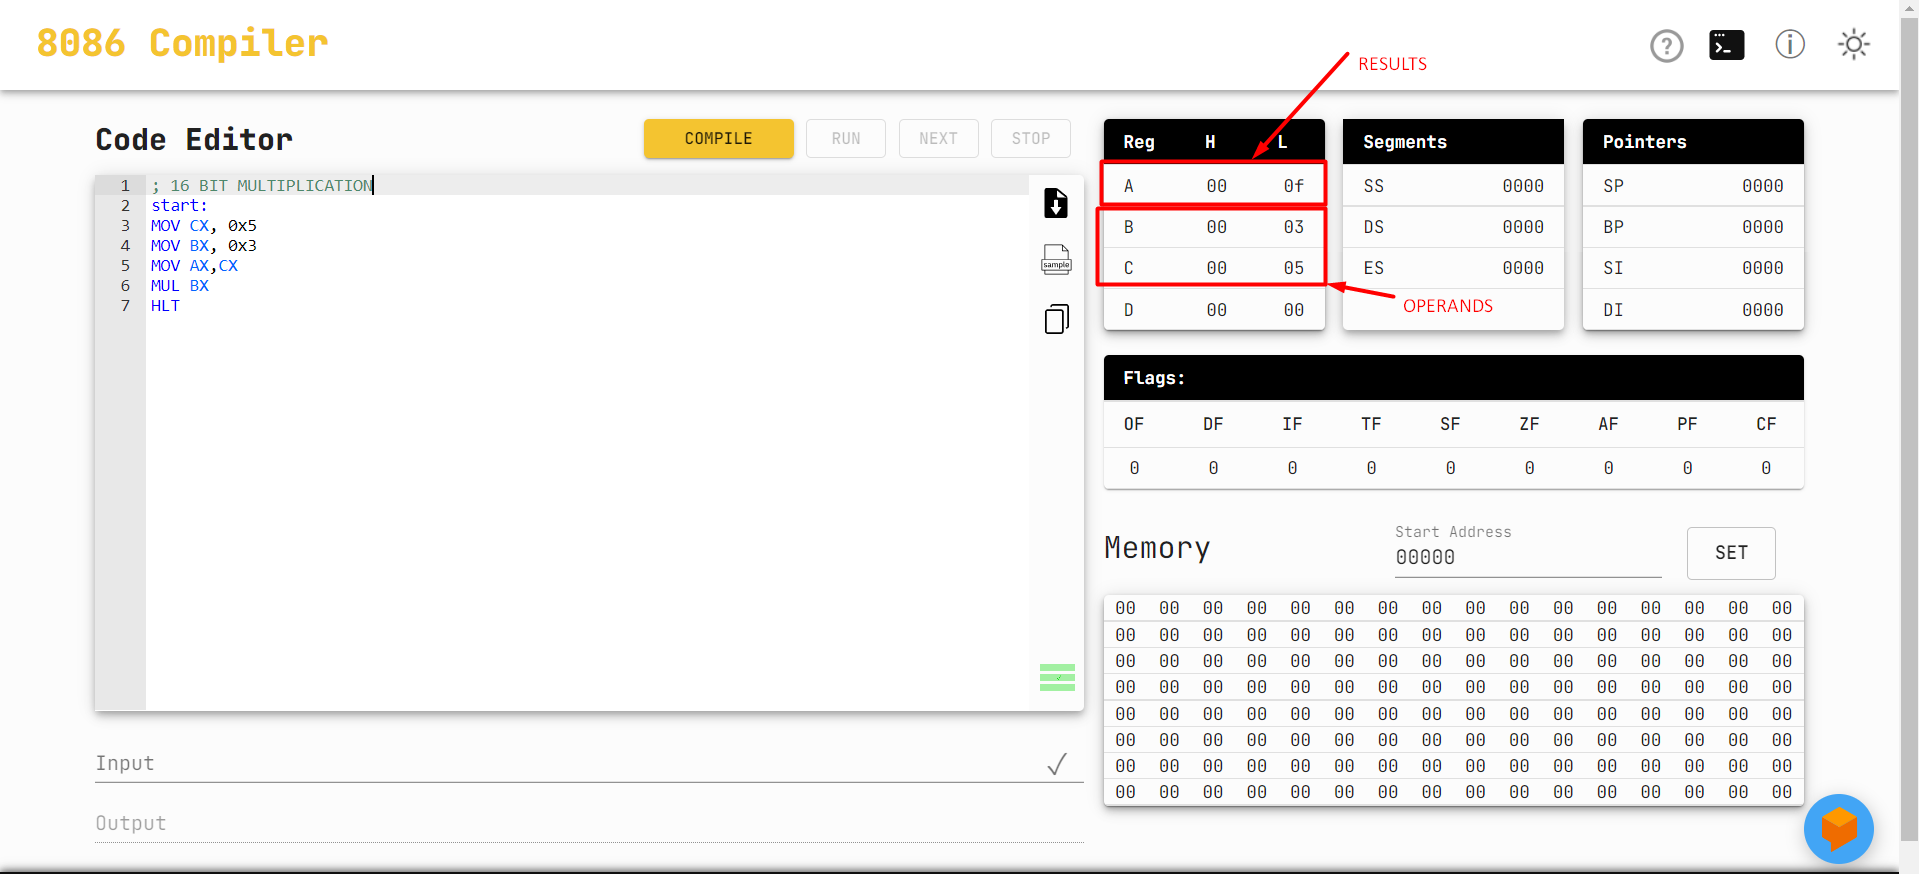 8086 Compiler
RESULTS
Code Editor
COMPILE RUN NEXT STOP
1 ; 16 BIT MULTIPLICATION
2 start:
3 MOV CX, 0x5
4 MOV BX, 0x3
5 MOV AX,CX
6 MUL BX
7 HLT
sample
Input
Output
Reg H L
A 00 0f
B 00 03
C 00 05
D 00 00
OPERANDS
Segments
SS 0000
DS 0000
ES 0000
Pointers
SP 0000
BP 0000
SI 0000
DI 0000
Flags:
OF DF IF TF SF ZF AF PF CF
0 0 0 0 0 0 0 0 0
Memory
Start Address
00000
SET
00 00 00 00 00 00 00 00 00 00 00 00 00 00 00 00
00 00 00 00 00 00 00 00 00 00 00 00 00 00 00 00
00 00 00 00 00 00 00 00 00 00 00 00 00 00 00 00
00 00 00 00 00 00 00 00 00 00 00 00 00 00 00 00
00 00 00 00 00 00 00 00 00 00 00 00 00 00 00 00
00 00 00 00 00 00 00 00 00 00 00 00 00 00 00 00
00 00 00 00 00 00 00 00 00 00 00 00 00 00 00 00
00 00 00 00 00 00 00 00 00 00 00 00 00 00 00 00